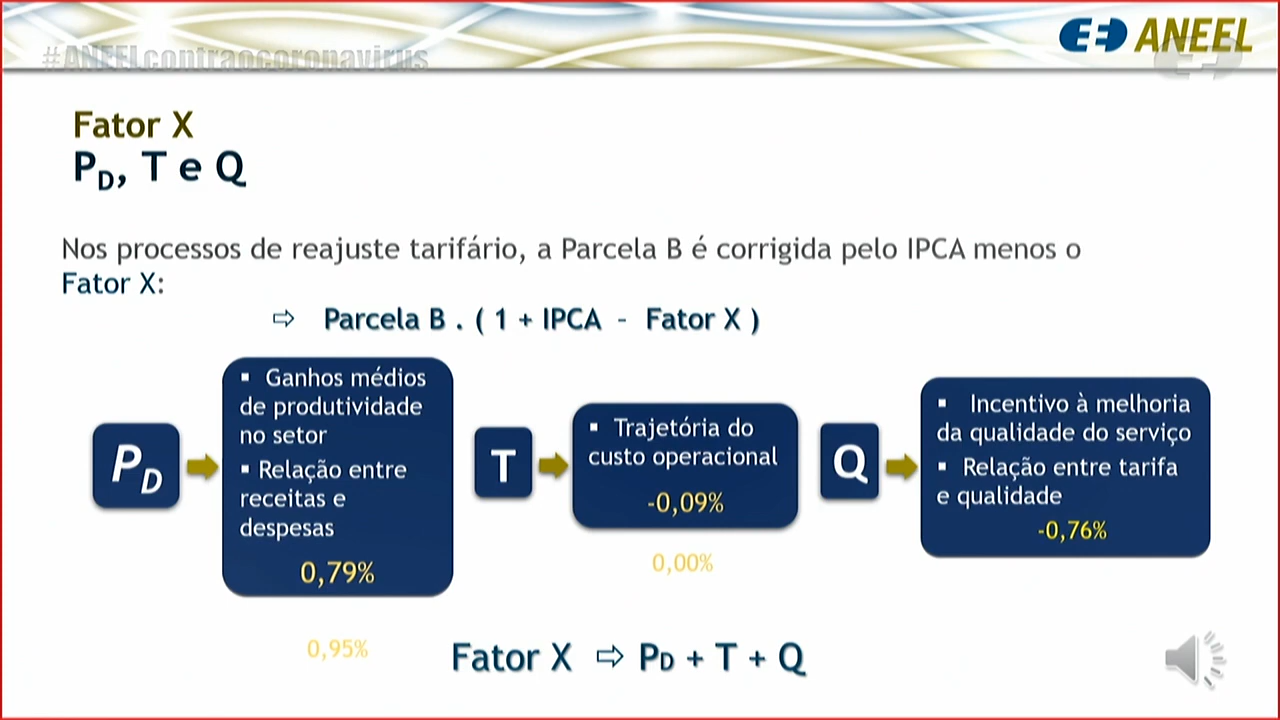 #ANEELcontraocoronavirus
ANEEL
Fator X
PD, T e Q
Nos processos de reajuste tarifário, a Parcela B é corrigida pelo IPCA menos o
Fator X:
⇨ Parcela B . ( 1 + IPCA - Fator X )
PD
▪ Ganhos médios
de produtividade
no setor
▪ Relação entre
receitas e
despesas
0,79%
0,95%
T
▪ Trajetória do
custo operacional
-0,09%
0,00%
Q
▪ Incentivo à melhoria
da qualidade do serviço
▪ Relação entre tarifa
e qualidade
-0,76%
Fator X ⇨ PD + T + Q